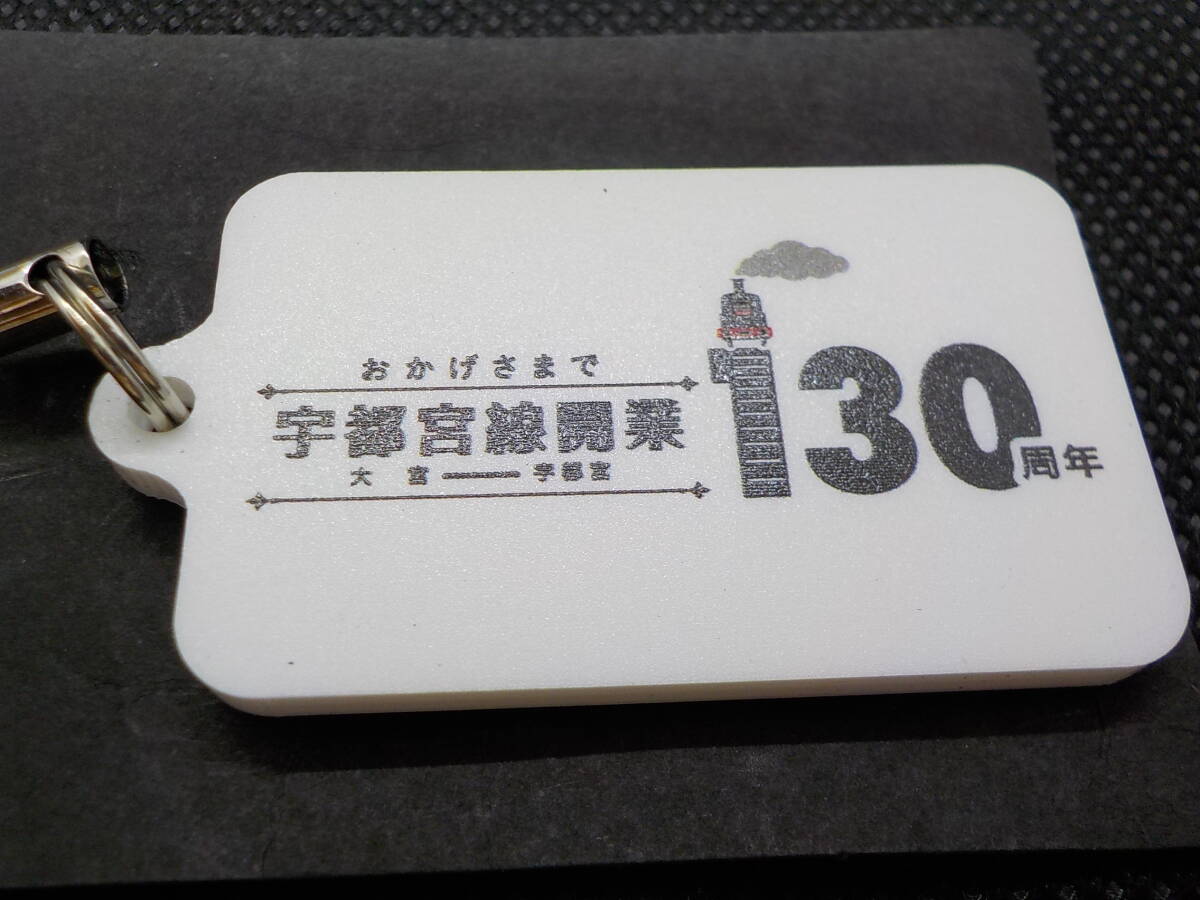 おかげさまで
宇都宮線開業
大宮――宇都宮
130周年